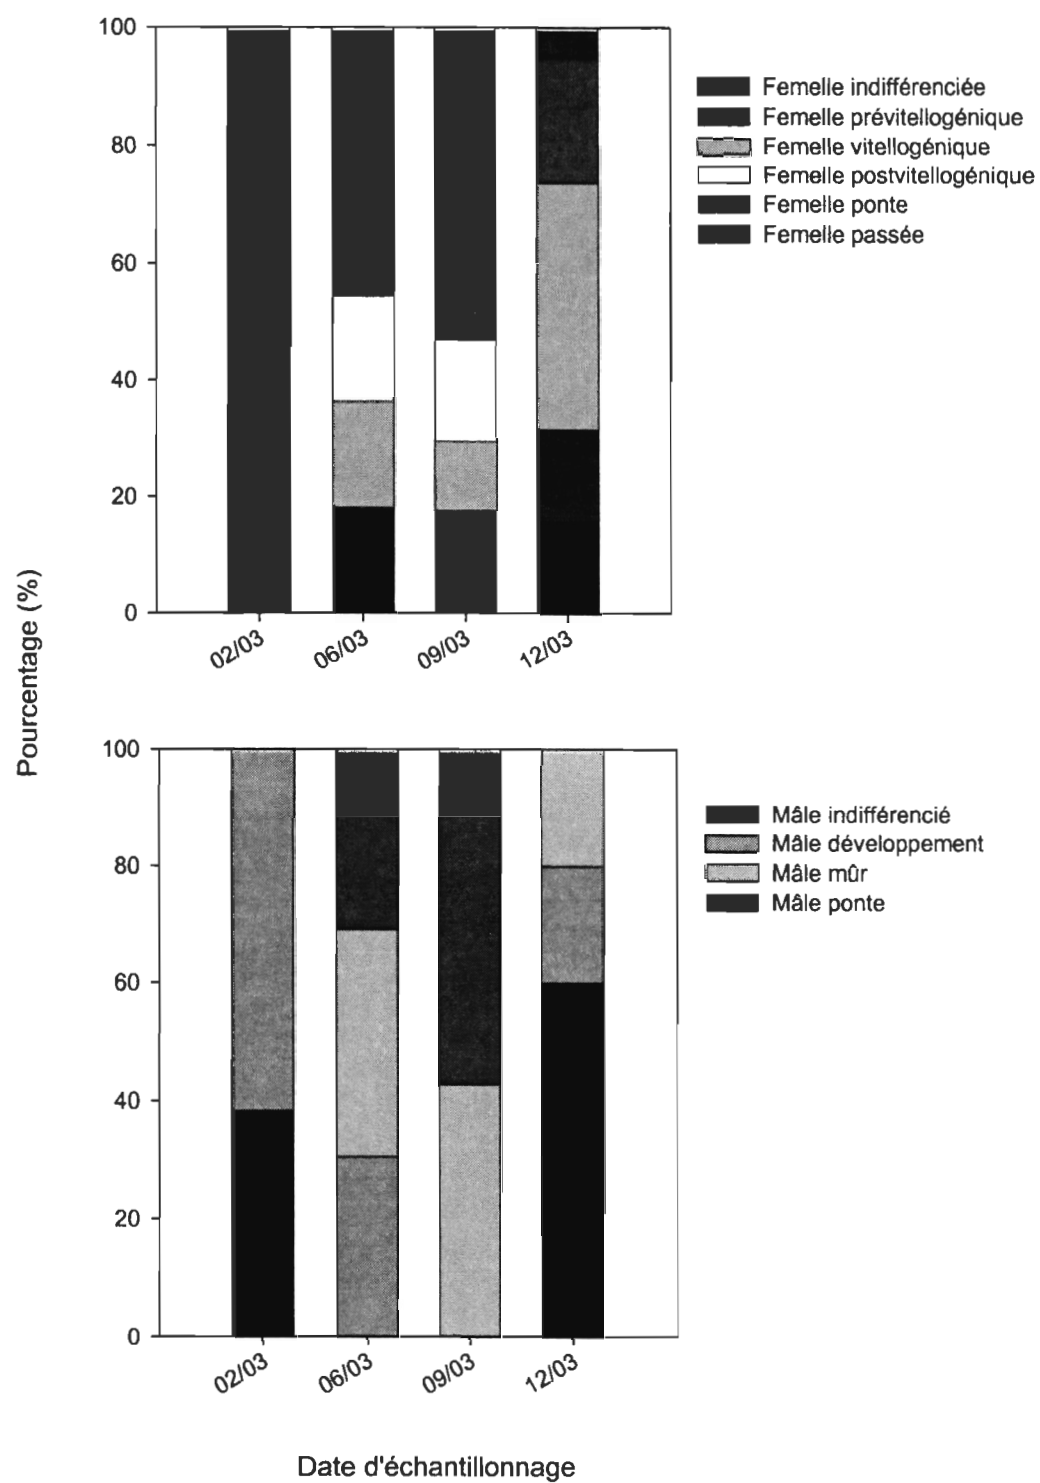 Pourcentage (%)
100
80
60
40
20
0
02/03
06/03
09/03
12/03
Femelle indifférenciée
Femelle prévitellogénique
Femelle vitellogénique
Femelle postvitellogénique
Femelle ponte
Femelle passée
100
80
60
40
20
0
02/03
06/03
09/03
12/03
Mâle indifférencié
Mâle développement
Mâle mûr
Mâle ponte
Date d'échantillonnage